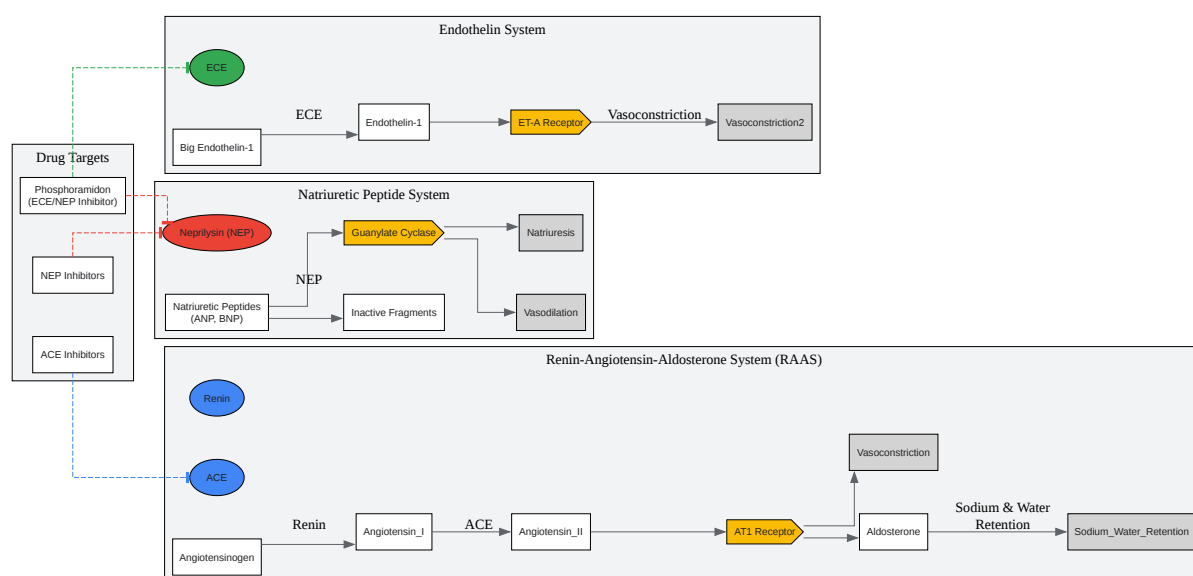 Endothelin System
ECE
ECE
Big Endothelin-1
Endothelin-1
ET-A Receptor
Vasoconstriction
Vasoconstriction2
Drug Targets
Phosphoramidon
(ECE/NEP Inhibitor)
NEP Inhibitors
ACE Inhibitors
Natriuretic Peptide System
Neprilysin (NEP)
Guanylate Cyclase
Natriuresis
NEP
Natriuretic Peptides
(ANP, BNP)
Inactive Fragments
Vasodilation
Renin-Angiotensin-Aldosterone System (RAAS)
Renin
ACE
Angiotensinogen
Renin
Angiotensin_I
ACE
Angiotensin_II
AT1 Receptor
Vasoconstriction
Aldosterone
Sodium & Water
Retention
Sodium_Water_Retention